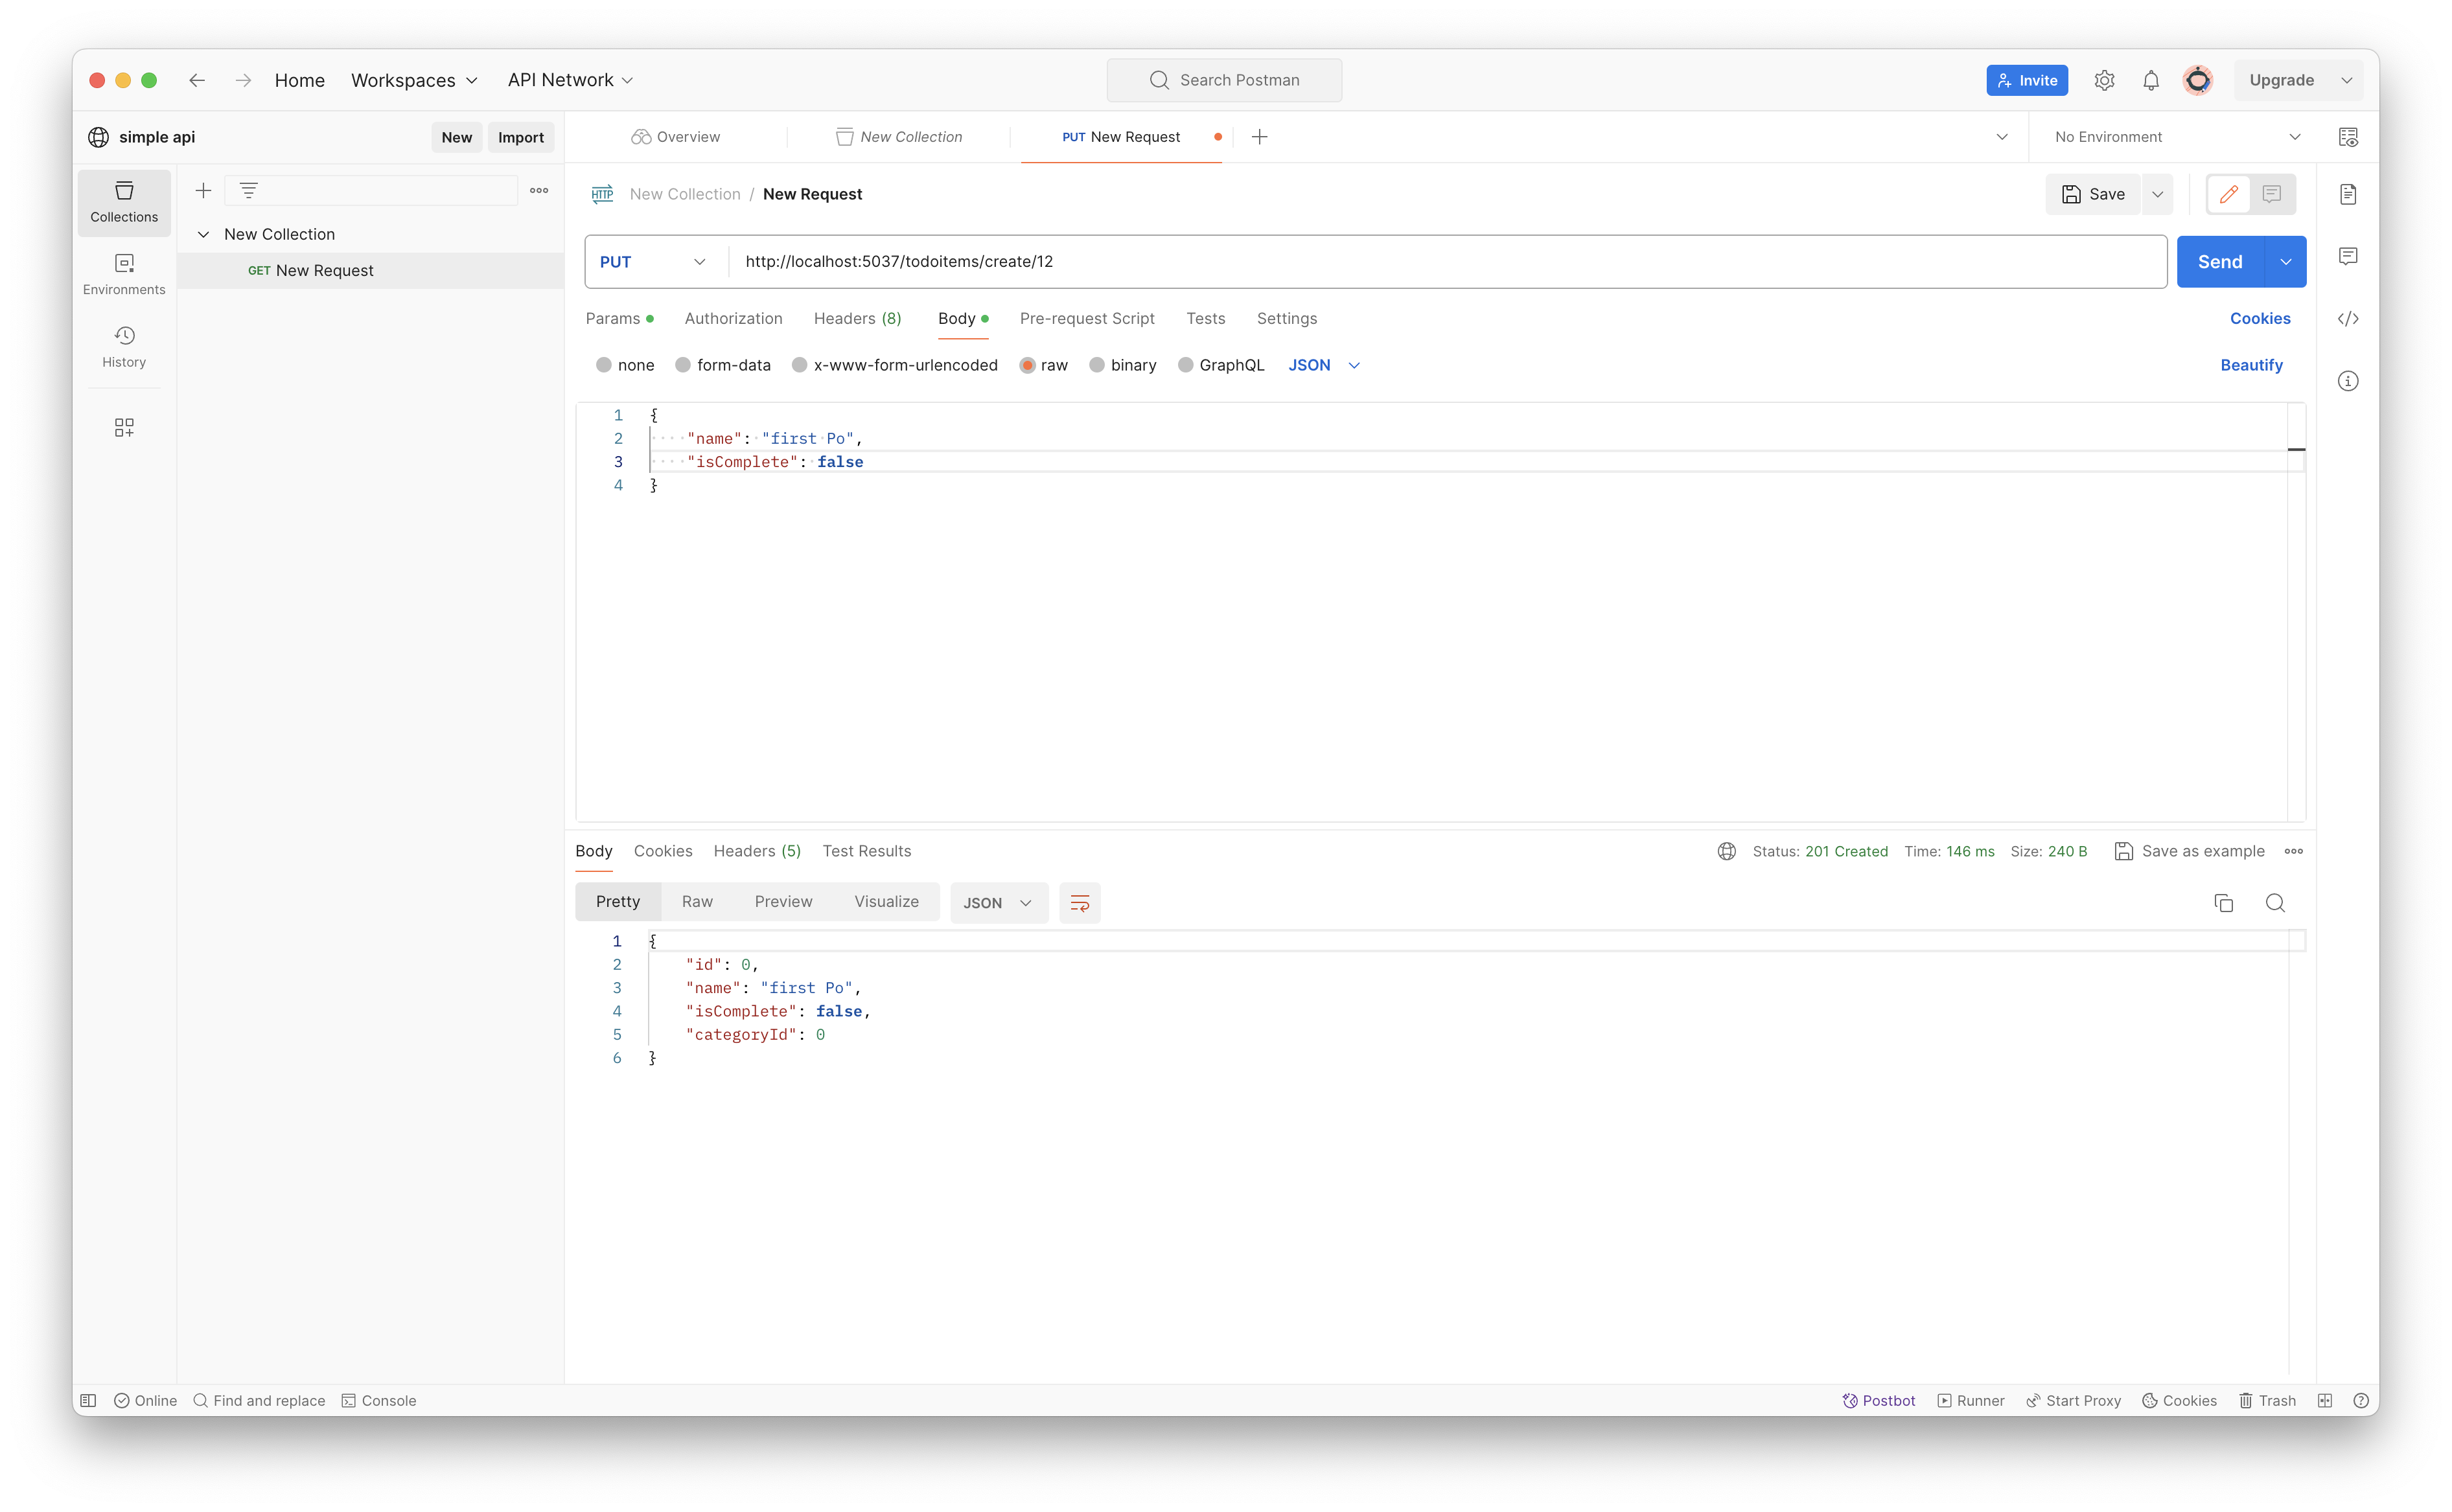 Home Workspaces API Network Search Postman Invite Upgrade
simple api New Import Overview New Collection PUT New Request No Environment
Collections
New Collection
GET New Request
Environments
History
HTTP New Collection / New Request Save
PUT http://localhost:5037/todoitems/create/12 Send
Params Authorization Headers (8) Body Pre-request Script Tests Settings Cookies
none form-data x-www-form-urlencoded raw binary GraphQL JSON Beautify
1 {
2 "name": "first Po",
3 "isComplete": false
4 }
Body Cookies Headers (5) Test Results Status: 201 Created Time: 146 ms Size: 240 B Save as example
Pretty Raw Preview Visualize JSON
1 {
2 "id": 0,
3 "name": "first Po",
4 "isComplete": false,
5 "categoryId": 0
6 }
Online Find and replace Console Postbot Runner Start Proxy Cookies Trash